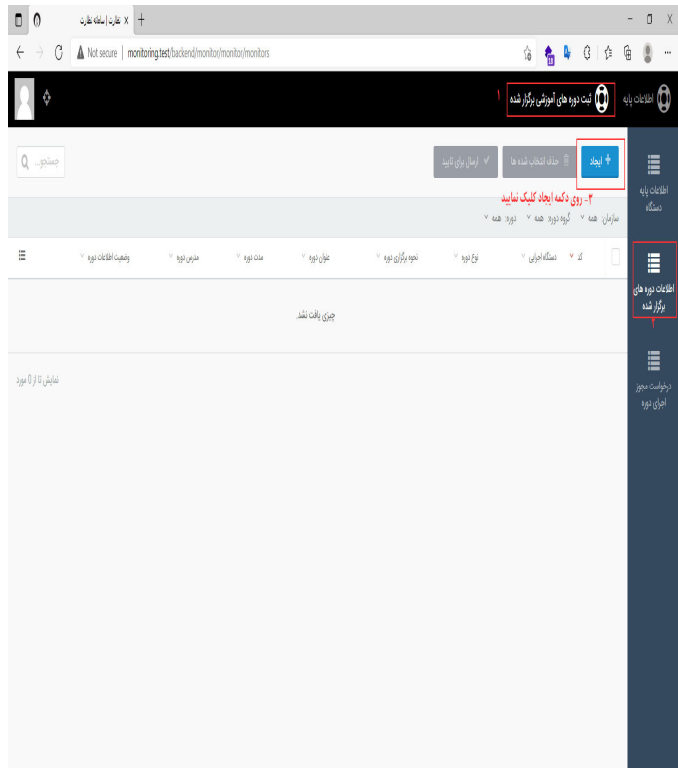 نظارت | سامانه نظارت
Not secure | monitoring.test/backend/monitor/monitor/monitors
اطلاعات پایه
ثبت دوره های آموزشی برگزار شده
۱
+ ایجاد
حذف انتخاب شده ها
ارسال برای تایید
جستجو...
۳- روی دکمه ایجاد کلیک نمایید
سازمان: همه گروه دوره: همه دوره: همه
کد دستگاه اجرایی نوع دوره نحوه برگزاری دوره عنوان دوره مدت دوره مدرس دوره وضعیت اطلاعات دوره
چیزی یافت نشد.
نمایش تا از 0 مورد
اطلاعات پایه
دستگاه
اطلاعات دوره های
برگزار شده
۲
درخواست مجوز
اجرای دوره